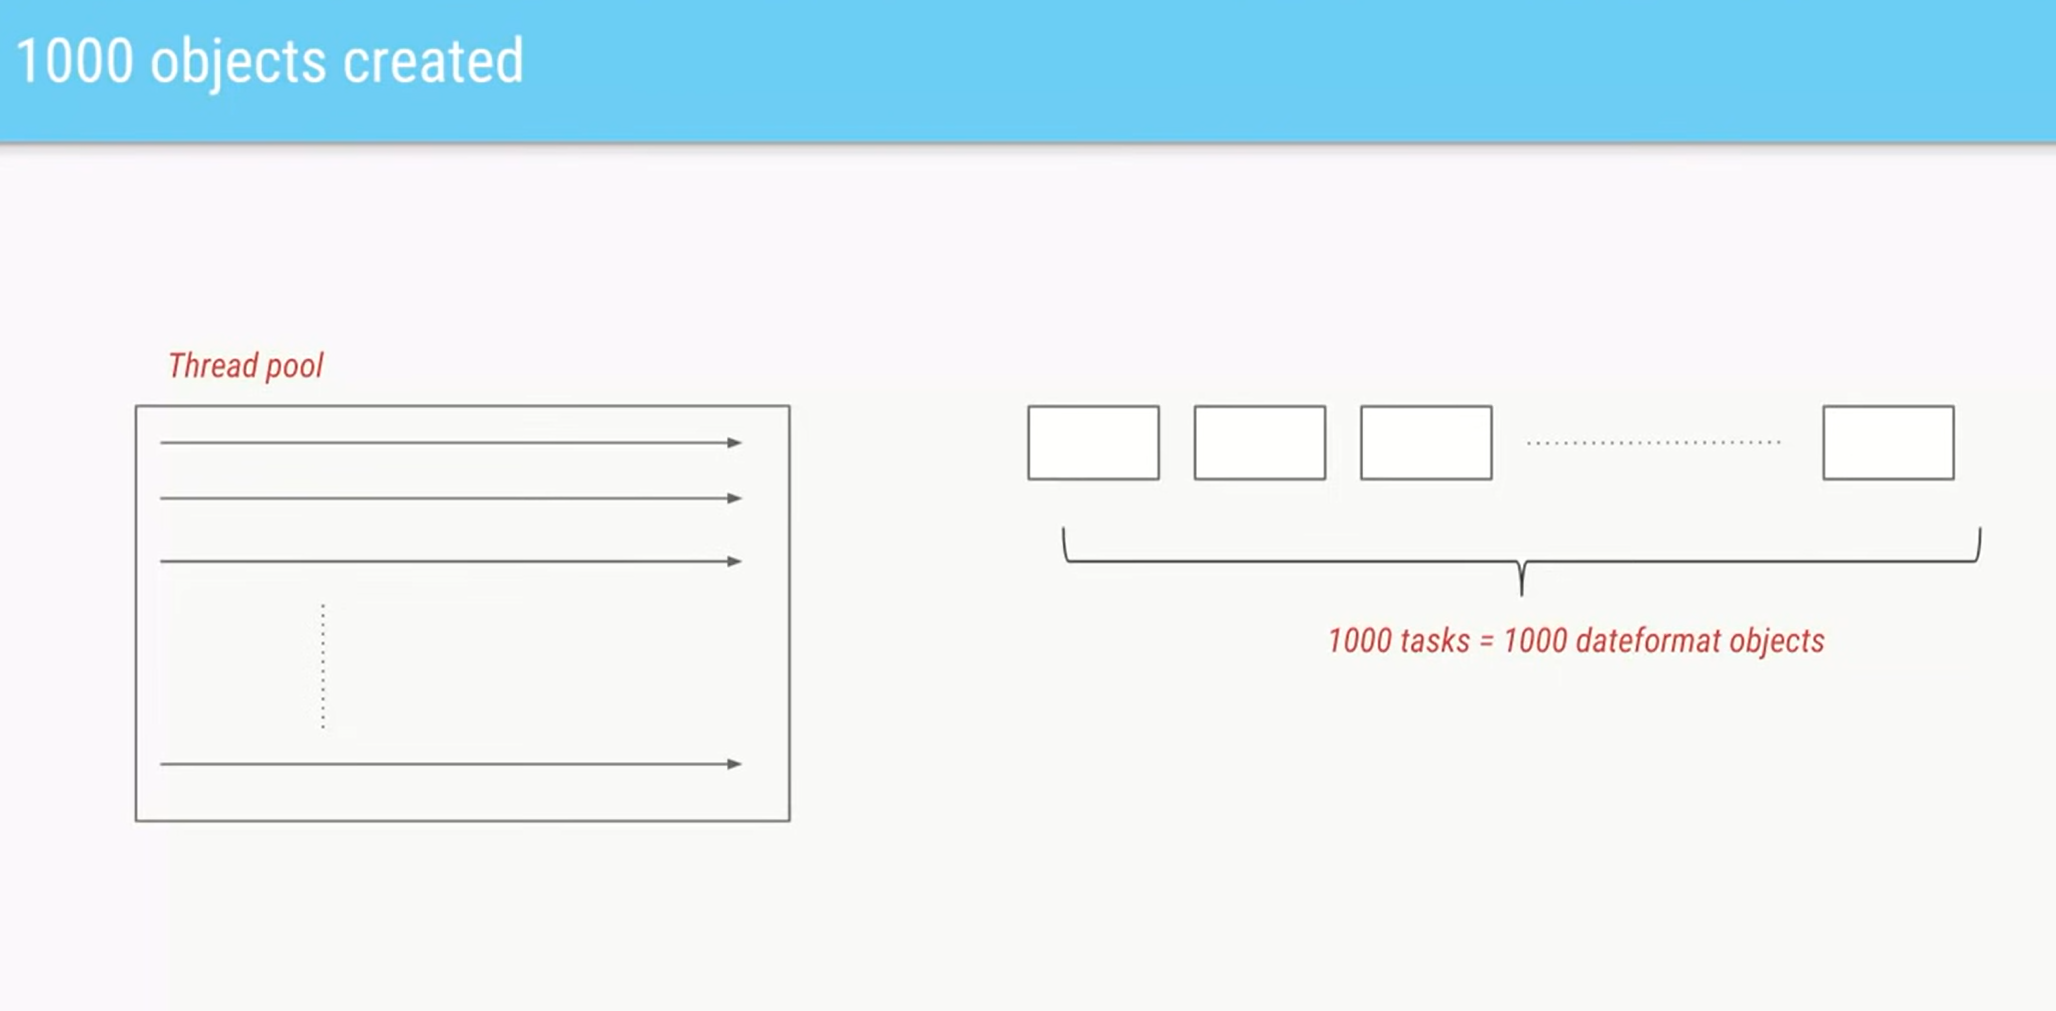 1000 objects created
Thread pool
1000 tasks = 1000 dateformat objects